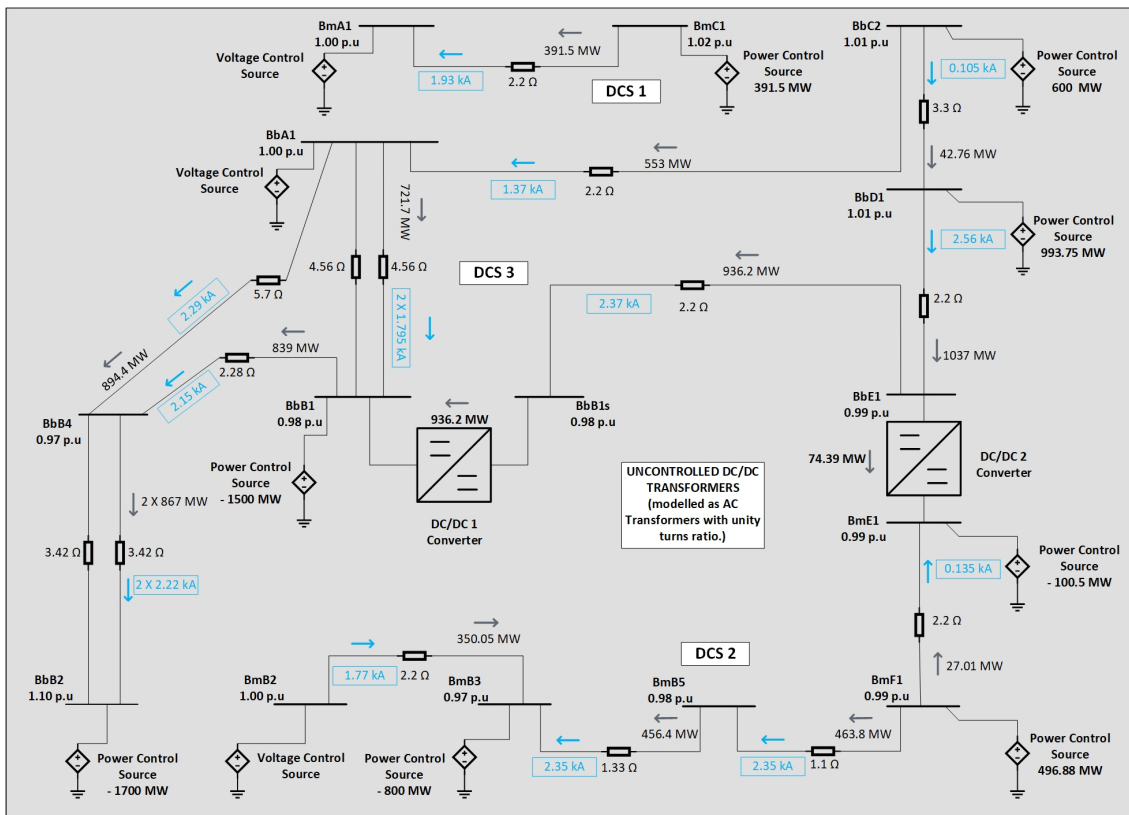 BmA1
1.00 p.u
Voltage Control
Source
1.93 kA
2.2 Ω
391.5 MW
BmC1
1.02 p.u
Power Control
Source
391.5 MW
DCS 1
BbC2
1.01 p.u
Power Control
Source
600 MW
0.105 kA
3.3 Ω
42.76 MW
BbA1
1.00 p.u
Voltage Control
Source
553 MW
1.37 kA
2.2 Ω
BbD1
1.01 p.u
Power Control
Source
993.75 MW
2.56 kA
2.2 Ω
1037 MW
721.7 MW
4.56 Ω
4.56 Ω
2 X 1.795 kA
DCS 3
936.2 MW
2.37 kA
2.2 Ω
2.29 kA
5.7 Ω
894.4 MW
839 MW
2.15 kA
2.28 Ω
BbB4
0.97 p.u
BbB1
0.98 p.u
936.2 MW
BbB1s
0.98 p.u
DC/DC 1
Converter
Power Control
Source
- 1500 MW
BbE1
0.99 p.u
74.39 MW
DC/DC 2
Converter
UNCONTROLLED DC/DC
TRANSFORMERS
(modelled as AC
Transformers with unity
turns ratio.)
BmE1
0.99 p.u
Power Control
Source
- 100.5 MW
0.135 kA
2.2 Ω
27.01 MW
2 X 867 MW
3.42 Ω
3.42 Ω
2 X 2.22 kA
BbB2
1.10 p.u
Power Control
Source
- 1700 MW
BmB2
1.00 p.u
Voltage Control
Source
350.05 MW
1.77 kA
2.2 Ω
BmB3
0.97 p.u
Power Control
Source
- 800 MW
DCS 2
BmB5
0.98 p.u
456.4 MW
2.35 kA
1.33 Ω
463.8 MW
2.35 kA
1.1 Ω
BmF1
0.99 p.u
Power Control
Source
496.88 MW